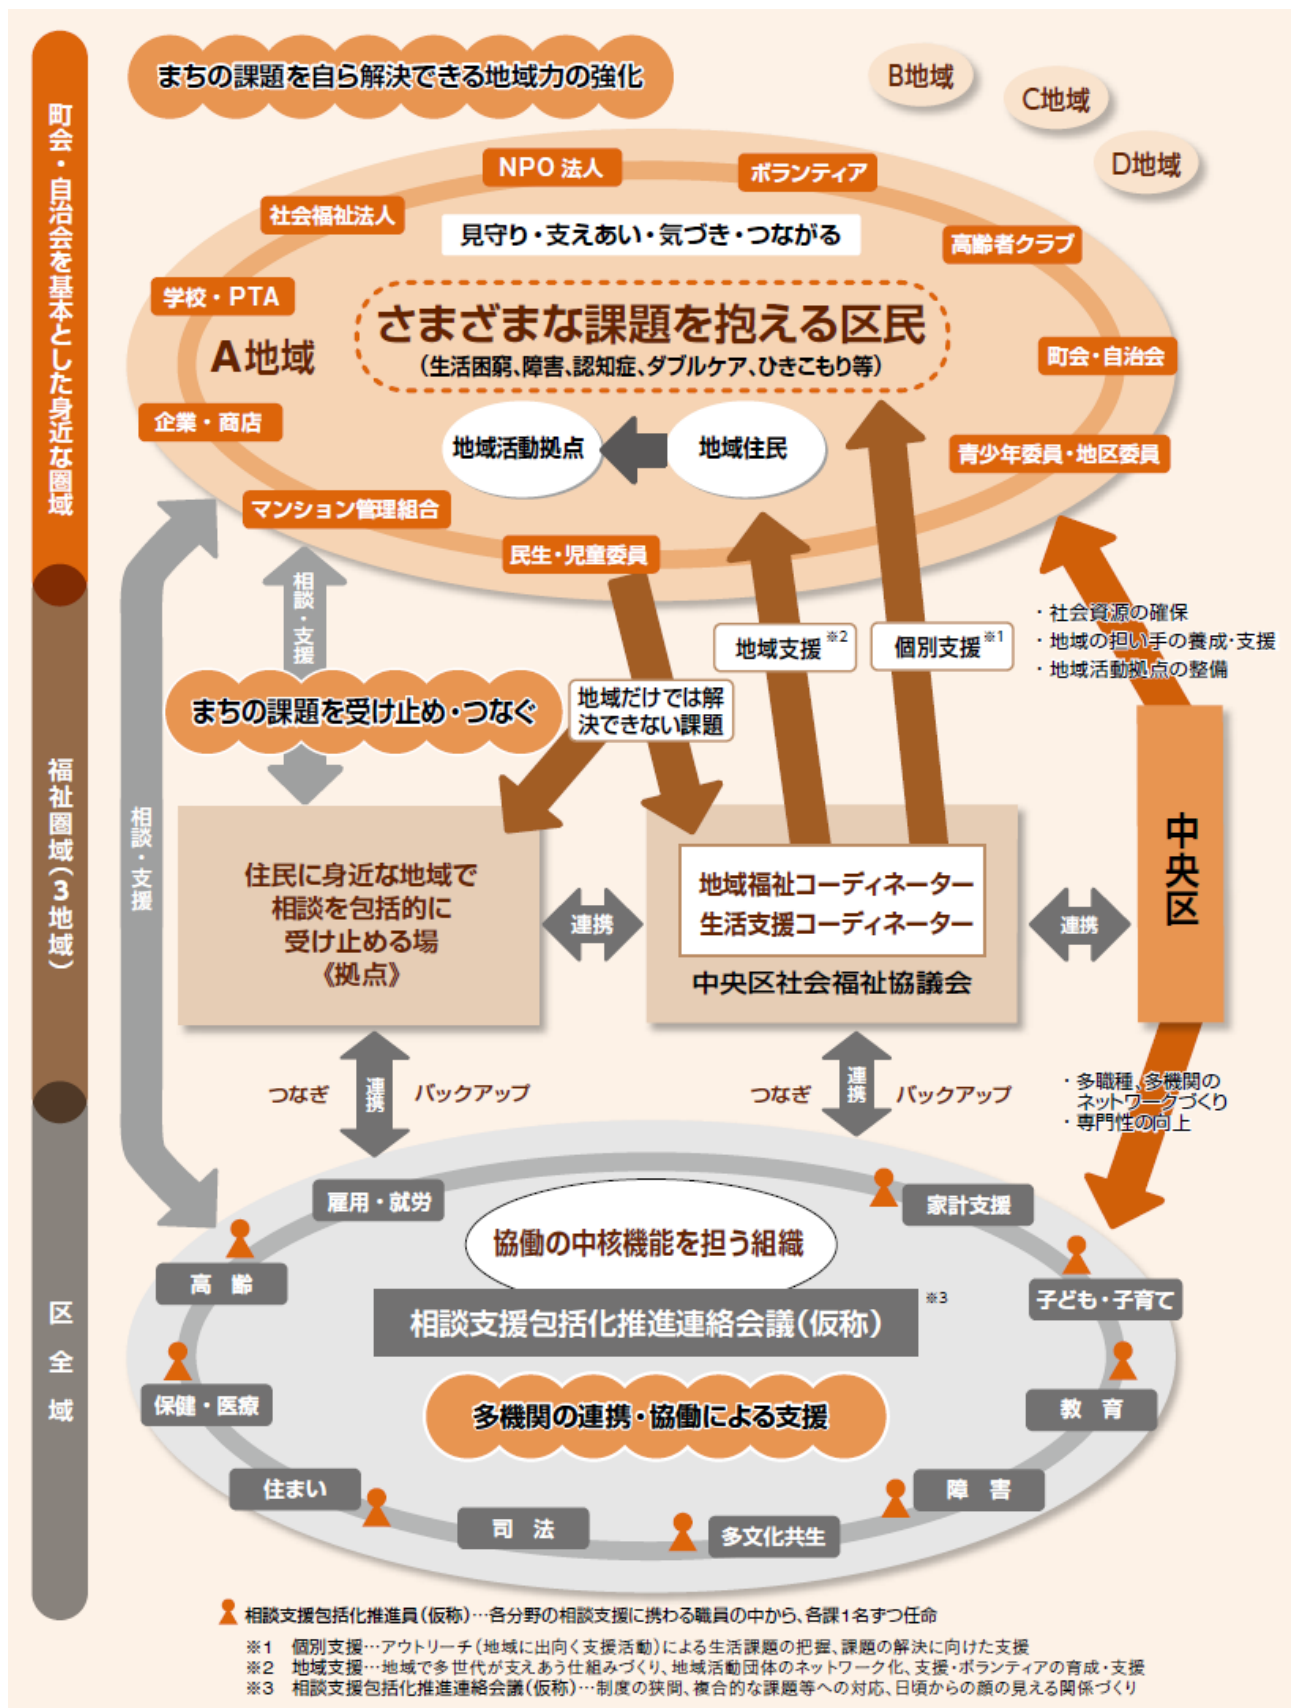 まちの課題を自ら解決できる地域力の強化
B地域
C地域
D地域
町会・自治会を基本とした身近な圏域
NPO 法人
ボランティア
社会福祉法人
見守り・支えあい・気づき・つながる
高齢者クラブ
学校・PTA
さまざまな課題を抱える区民
(生活困窮、障害、認知症、ダブルケア、ひきこもり等)
A地域
町会・自治会
企業・商店
地域活動拠点
地域住民
青少年委員・地区委員
マンション管理組合
民生・児童委員
相談・支援
地域支援※2
個別支援※1
・社会資源の確保
・地域の担い手の養成・支援
・地域活動拠点の整備
まちの課題を受け止め・つなぐ
地域だけでは解
決できない課題
福祉圏域(3地域)
相談・支援
住民に身近な地域で
相談を包括的に
受け止める場
《拠点》
連携
地域福祉コーディネーター
生活支援コーディネーター
中央区社会福祉協議会
連携
中央区
つなぎ
連携
バックアップ
つなぎ
連携
バックアップ
・多職種、多機関の
ネットワークづくり
・専門性の向上
区全域
雇用・就労
家計支援
協働の中核機能を担う組織
高 齢
子ども・子育て
相談支援包括化推進連絡会議(仮称)
※3
保健・医療
教 育
多機関の連携・協働による支援
住まい
障 害
司 法
多文化共生
相談支援包括化推進員(仮称)…各分野の相談支援に携わる職員の中から、各課1名ずつ任命
※1 個別支援…アウトリーチ(地域に出向く支援活動)による生活課題の把握、課題の解決に向けた支援
※2 地域支援…地域で多世代が支えあう仕組みづくり、地域活動団体のネットワーク化、支援・ボランティアの育成・支援
※3 相談支援包括化推進連絡会議(仮称)…制度の狭間、複合的な課題等への対応、日頃からの顔の見える関係づくり